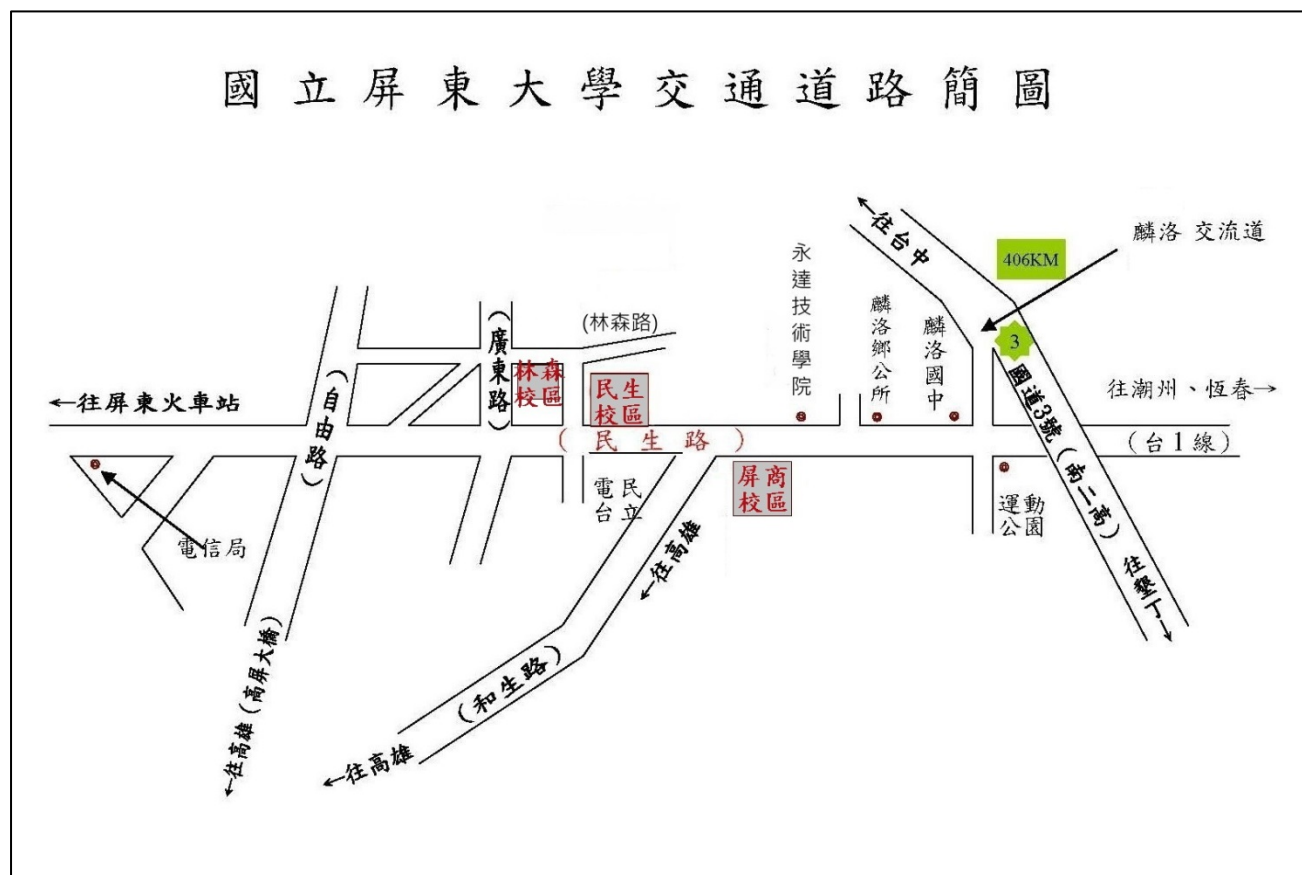 國立屏東大學交通道路簡圖
←往台中
麟洛 交流道
406KM
永達技術學院
麟洛鄉公所
麟洛國中
3
國道3號(南二高)
往墾丁→
(林森路)
(廣東路)
林森
校區
民生
校區
←往屏東火車站
(自由路)
往潮州、恆春→
(民生路)
(台1線)
電信局
電民
台立
屏商
校區
運動
公園
←往高雄
(和生路)
←往高雄
←往高雄(高屏大橋)